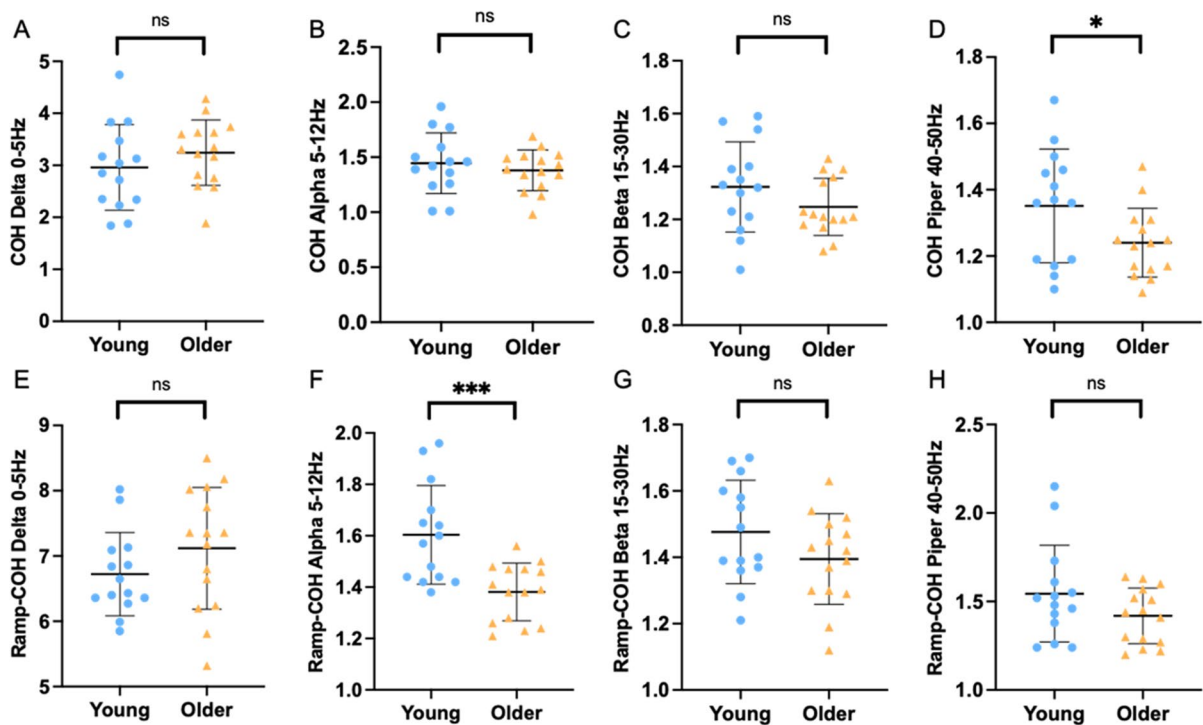 A
ns
COH Delta 0-5Hz
5
4
3
2
1
0
Young Older
B
ns
COH Alpha 5-12Hz
2.5
2.0
1.5
1.0
0.5
0.0
Young Older
C
ns
COH Beta 15-30Hz
1.8
1.6
1.4
1.2
1.0
0.8
Young Older
D
*
COH Piper 40-50Hz
1.8
1.6
1.4
1.2
1.0
Young Older
E
ns
Ramp-COH Delta 0-5Hz
9
8
7
6
5
Young Older
F
***
Ramp-COH Alpha 5-12Hz
2.0
1.8
1.6
1.4
1.2
1.0
Young Older
G
ns
Ramp-COH Beta 15-30Hz
1.8
1.6
1.4
1.2
1.0
Young Older
H
ns
Ramp-COH Piper 40-50Hz
2.5
2.0
1.5
1.0
Young Older